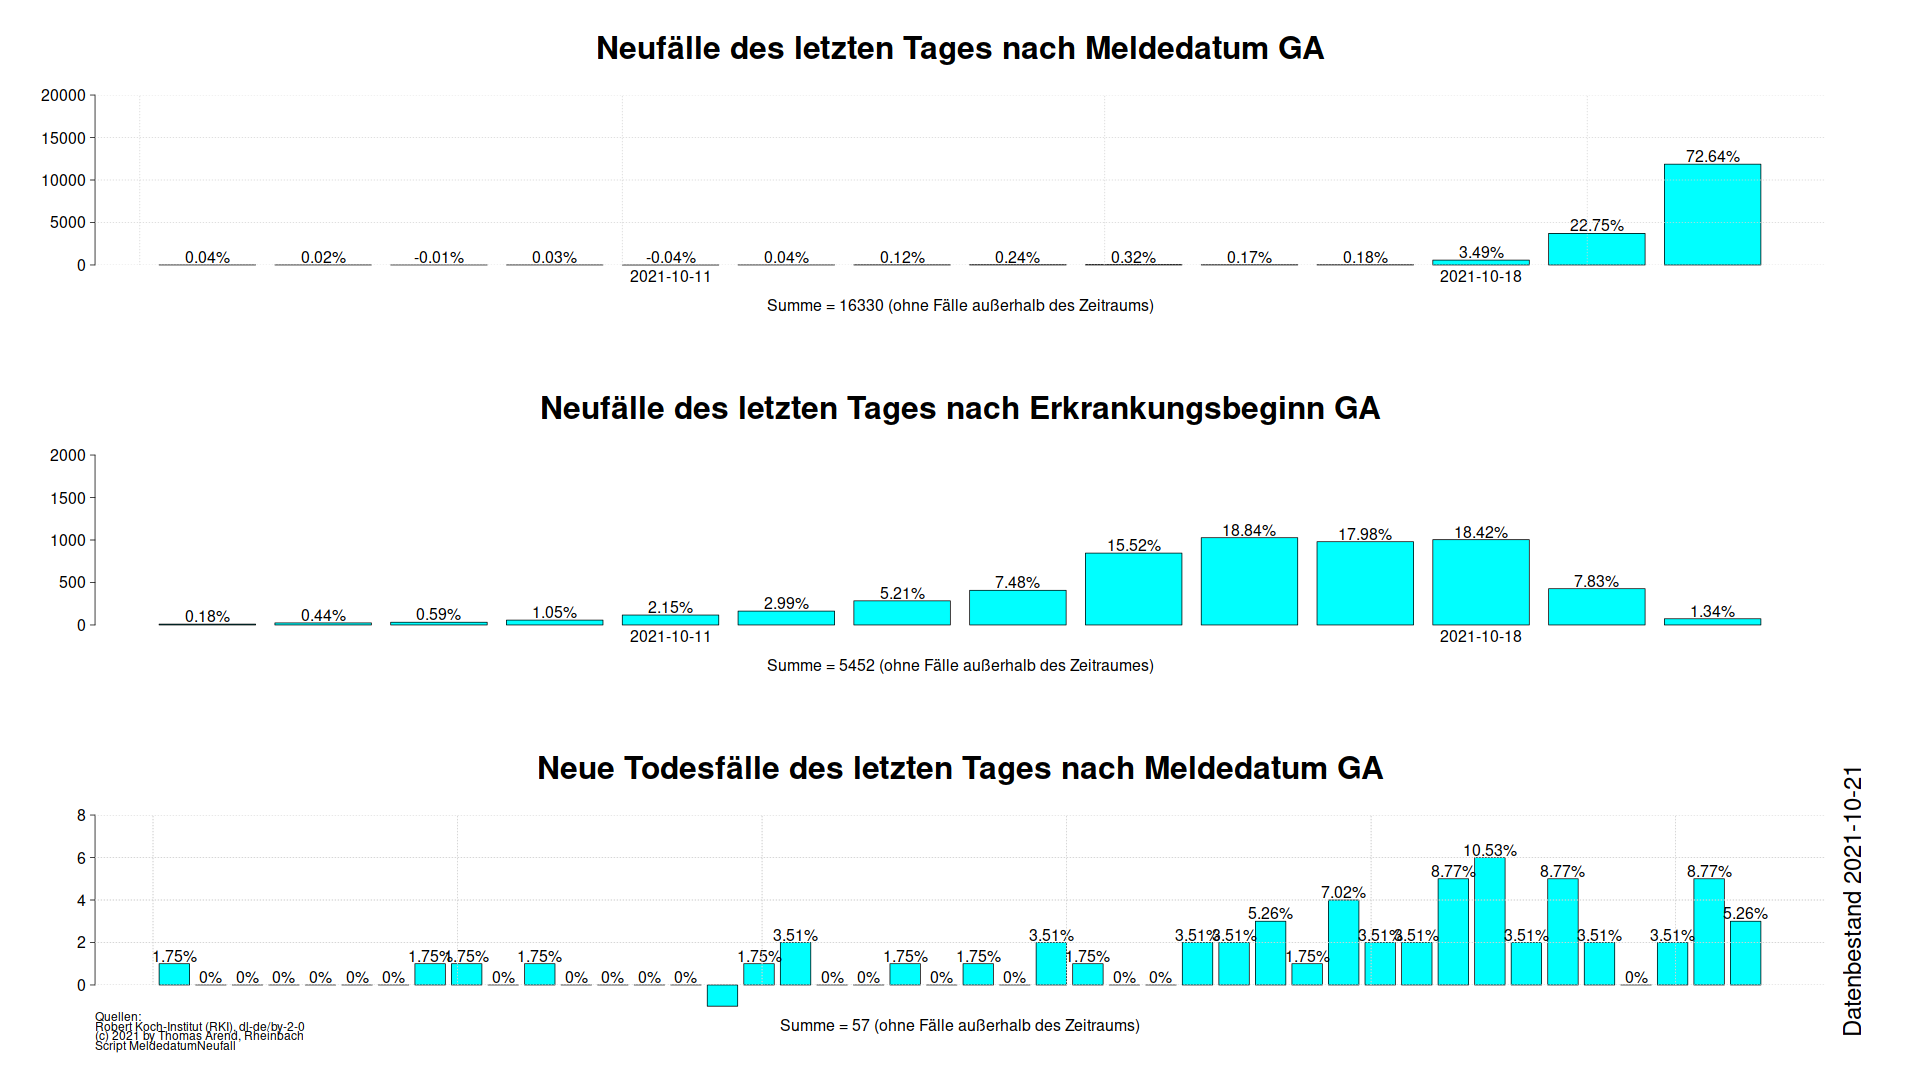 Neufälle des letzten Tages nach Meldedatum GA
20000
15000
10000
5000
0
0.04% 0.02% -0.01% 0.03% -0.04% 0.04% 0.12% 0.24% 0.32% 0.17% 0.18% 3.49% 22.75% 72.64%
2021-10-11 2021-10-18
Summe = 16330 (ohne Fälle außerhalb des Zeitraums)
Neufälle des letzten Tages nach Erkrankungsbeginn GA
2000
1500
1000
500
0
0.18% 0.44% 0.59% 1.05% 2.15% 2.99% 5.21% 7.48% 15.52% 18.84% 17.98% 18.42% 7.83% 1.34%
2021-10-11 2021-10-18
Summe = 5452 (ohne Fälle außerhalb des Zeitraumes)
Neue Todesfälle des letzten Tages nach Meldedatum GA
8
6
4
2
0
1.75% 0% 0% 0% 0% 0% 0% 1.75% 1.75% 0% 1.75% 0% 0% 0% 0% 1.75% 3.51% 0% 0% 1.75% 0% 1.75% 0% 3.51% 1.75% 0% 0% 3.51% 3.51% 5.26% 1.75% 7.02% 3.51% 3.51% 8.77% 10.53% 3.51% 8.77% 3.51% 0% 3.51% 8.77% 5.26%
Summe = 57 (ohne Fälle außerhalb des Zeitraums)
Quellen:
Robert Koch-Institut (RKI), dl-de/by-2-0
(c) 2021 by Thomas Arend, Rheinbach
Script MeldedatumNeufall
Datenbestand 2021-10-21